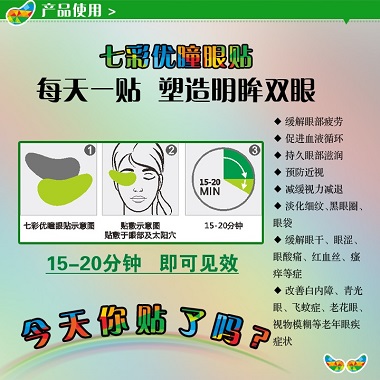 产品使用 >
七彩优瞳眼贴
每天一贴 塑造明眸双眼
◆ 缓解眼部疲劳
◆ 促进血液循环
◆ 持久眼部滋润
◆ 预防近视
◆ 减缓视力减退
◆ 淡化细纹、黑眼圈、
眼袋
◆ 缓解眼干、眼涩、
眼酸痛、红血丝、瘙
痒等症
◆ 改善白内障、青光
眼、飞蚊症、老花眼、
视物模糊等老年眼疾
症状
1
2
3
15-20
MIN
七彩优瞳眼贴示意图
贴敷示意图
贴敷于眼部及太阳穴
15-20分钟
15-20分钟 即可见效
今天你贴了吗？